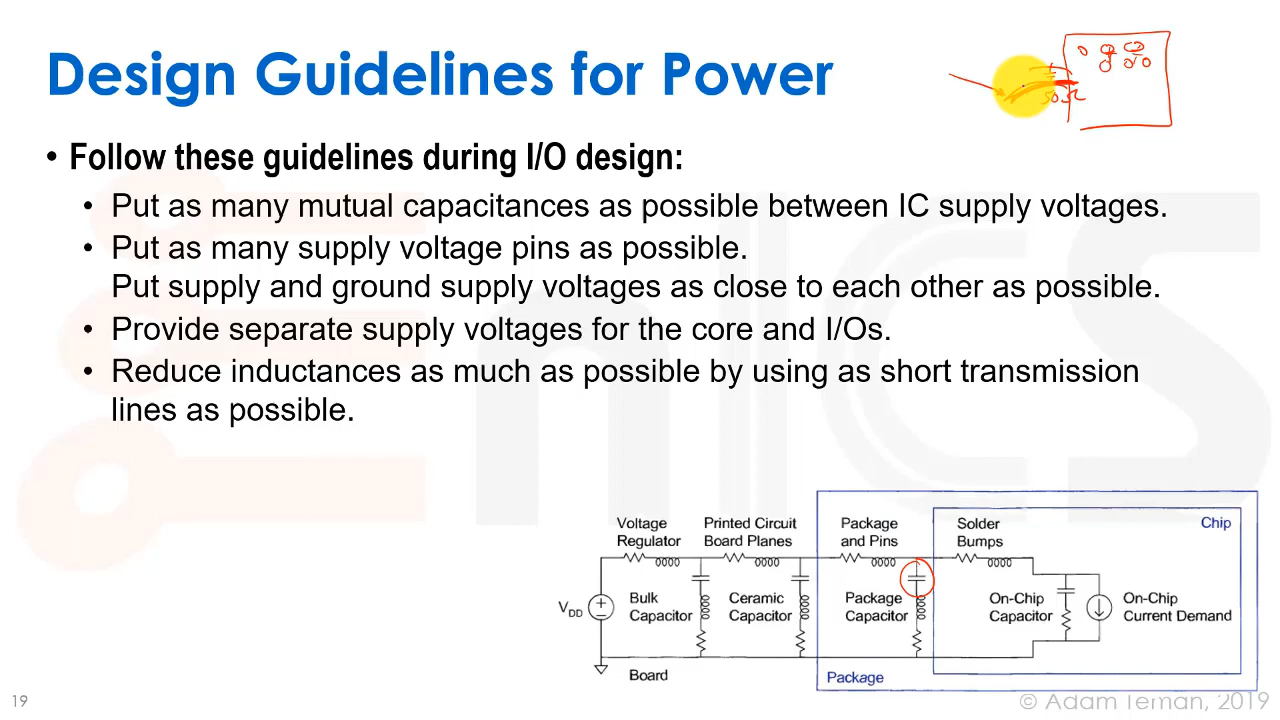 Design Guidelines for Power
• Follow these guidelines during I/O design:
• Put as many mutual capacitances as possible between IC supply voltages.
• Put as many supply voltage pins as possible.
Put supply and ground supply voltages as close to each other as possible.
• Provide separate supply voltages for the core and I/Os.
• Reduce inductances as much as possible by using as short transmission
lines as possible.
Voltage
Regulator
Printed Circuit
Board Planes
Package
and Pins
Solder
Bumps
Chip
VDD
Bulk
Capacitor
Ceramic
Capacitor
Package
Capacitor
On-Chip
Capacitor
On-Chip
Current Demand
Board
Package
19
© Adam Teman, 2019